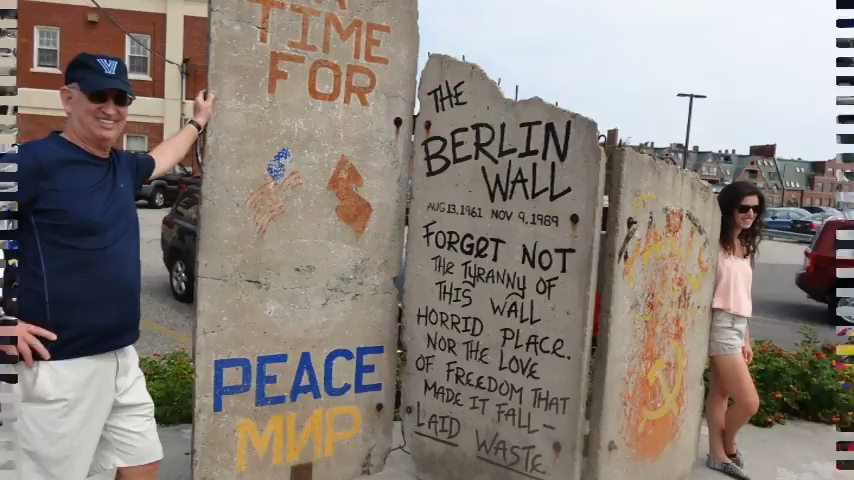 TIME
FOR
PEACE
МИР
THE
BERLIN
WALL
AUG 13, 1961 NOV 9, 1989
FORGET NOT
THE TYRANNY OF
THIS WALL
HORRID PLACE.
NOR THE LOVE
OF FREEDOM THAT
MADE IT FALL–
LAID WASTE